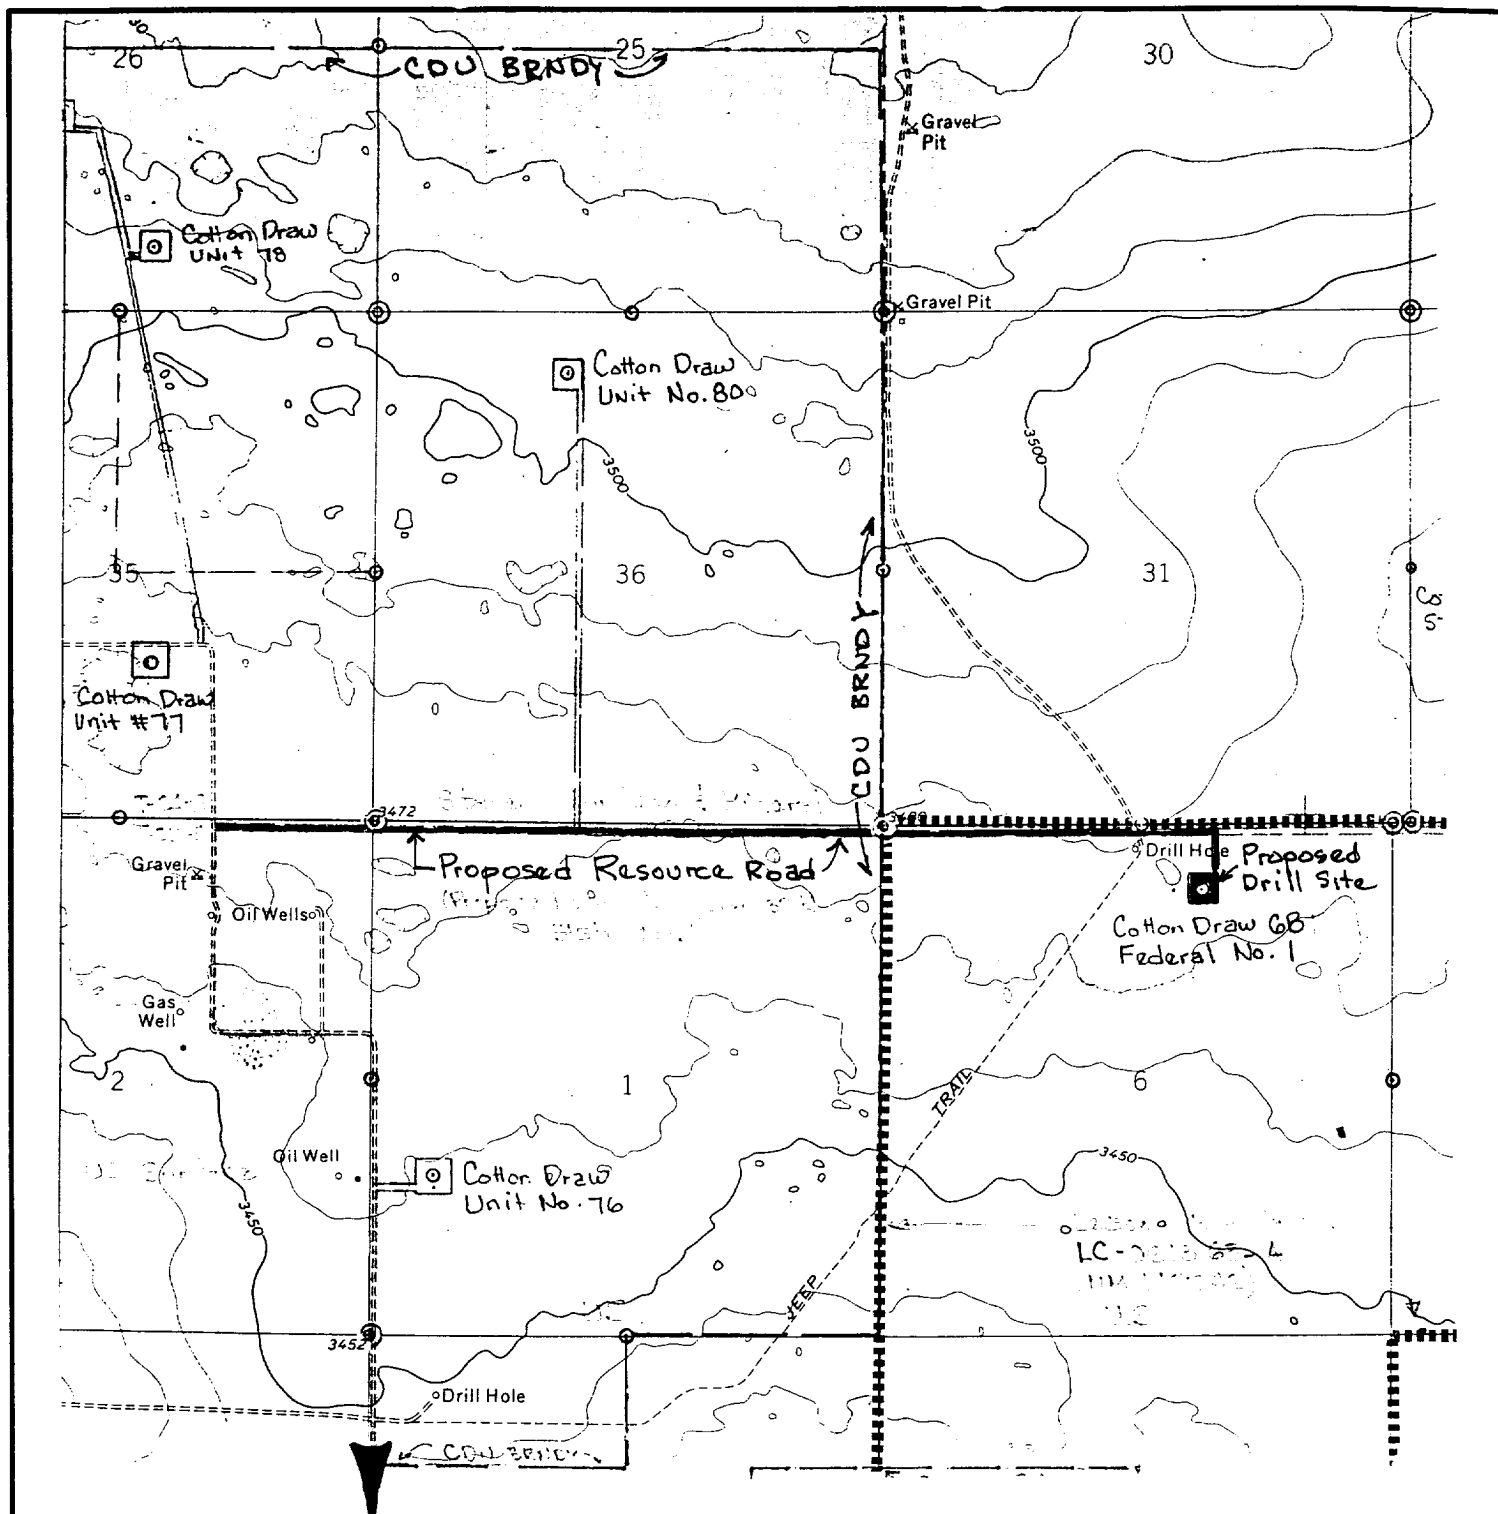 30
26
25
30
CDU BRNDY
Gravel
Pit
Cotton Draw
Unit 78
Gravel Pit
Cotton Draw
Unit No. 80
3500
3500
35
36
31
CDU BRNDY
Cotton Draw
Unit #77
3472
Proposed Resource Road
Gravel
Pit
Drill Hole
Proposed
Drill Site
Oil Wells
Cotton Draw 6B
Federal No. 1
Gas
Well
2
1
6
TRAIL
Oil Well
Cotton Draw
Unit No. 76
3450
3450
LC-
JEEP
3452
Drill Hole
CDU BRNDY